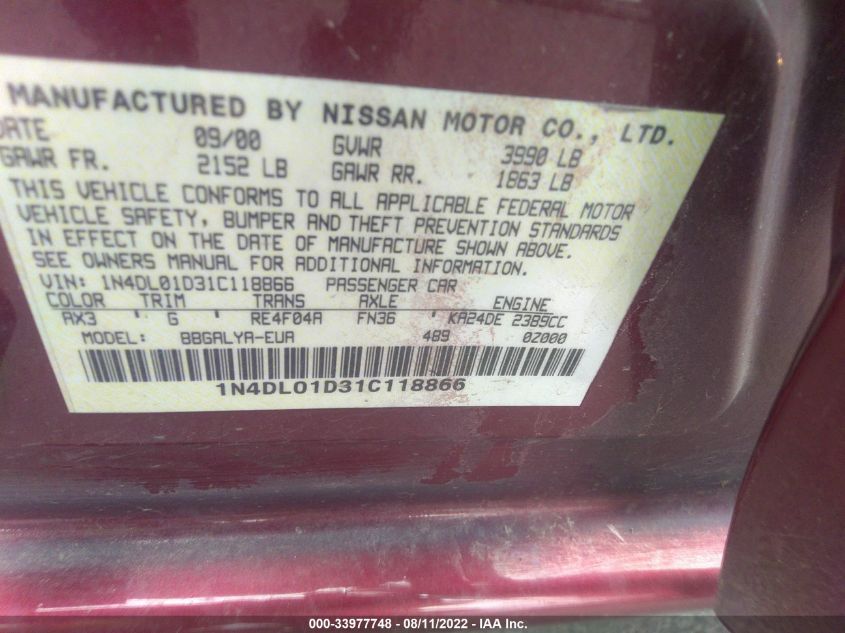 MANUFACTURED BY NISSAN MOTOR CO., LTD.
DATE 09/00 GVWR 3990 LB
GAWR FR. 2152 LB GAWR RR. 1863 LB
THIS VEHICLE CONFORMS TO ALL APPLICABLE FEDERAL MOTOR
VEHICLE SAFETY, BUMPER AND THEFT PREVENTION STANDARDS
IN EFFECT ON THE DATE OF MANUFACTURE SHOWN ABOVE.
SEE OWNERS MANUAL FOR ADDITIONAL INFORMATION.
VIN: 1N4DL01D31C118866 PASSENGER CAR
COLOR TRIM TRANS AXLE ENGINE
AX3 ' G ' RE4F04A FN36 ' KA24DE 2389CC
MODEL: BBGALYA-EUA 489 02000
1N4DL01D31C118866
000-33977748 - 08/11/2022 - IAA Inc.